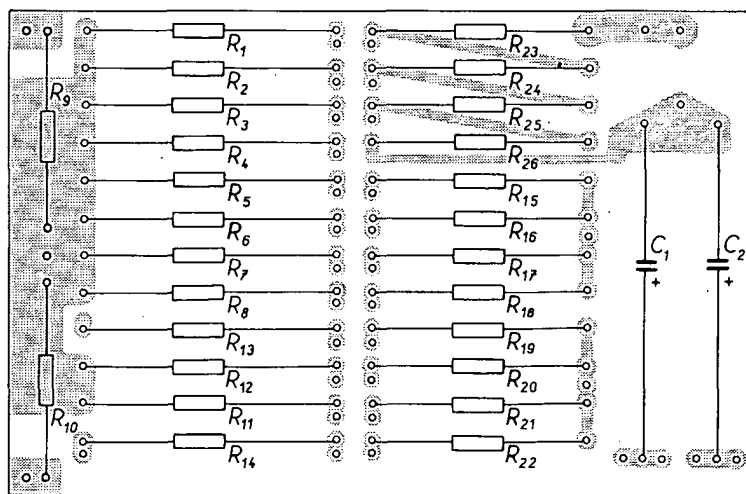 R1 R23
R2 R24
R9
R3 R25
R4 R26
R5 R15
R6 R16
R7 R17 C1 C2
+ +
R8 R18
R13 R19
R12 R20
R11 R21
R10
R14 R22